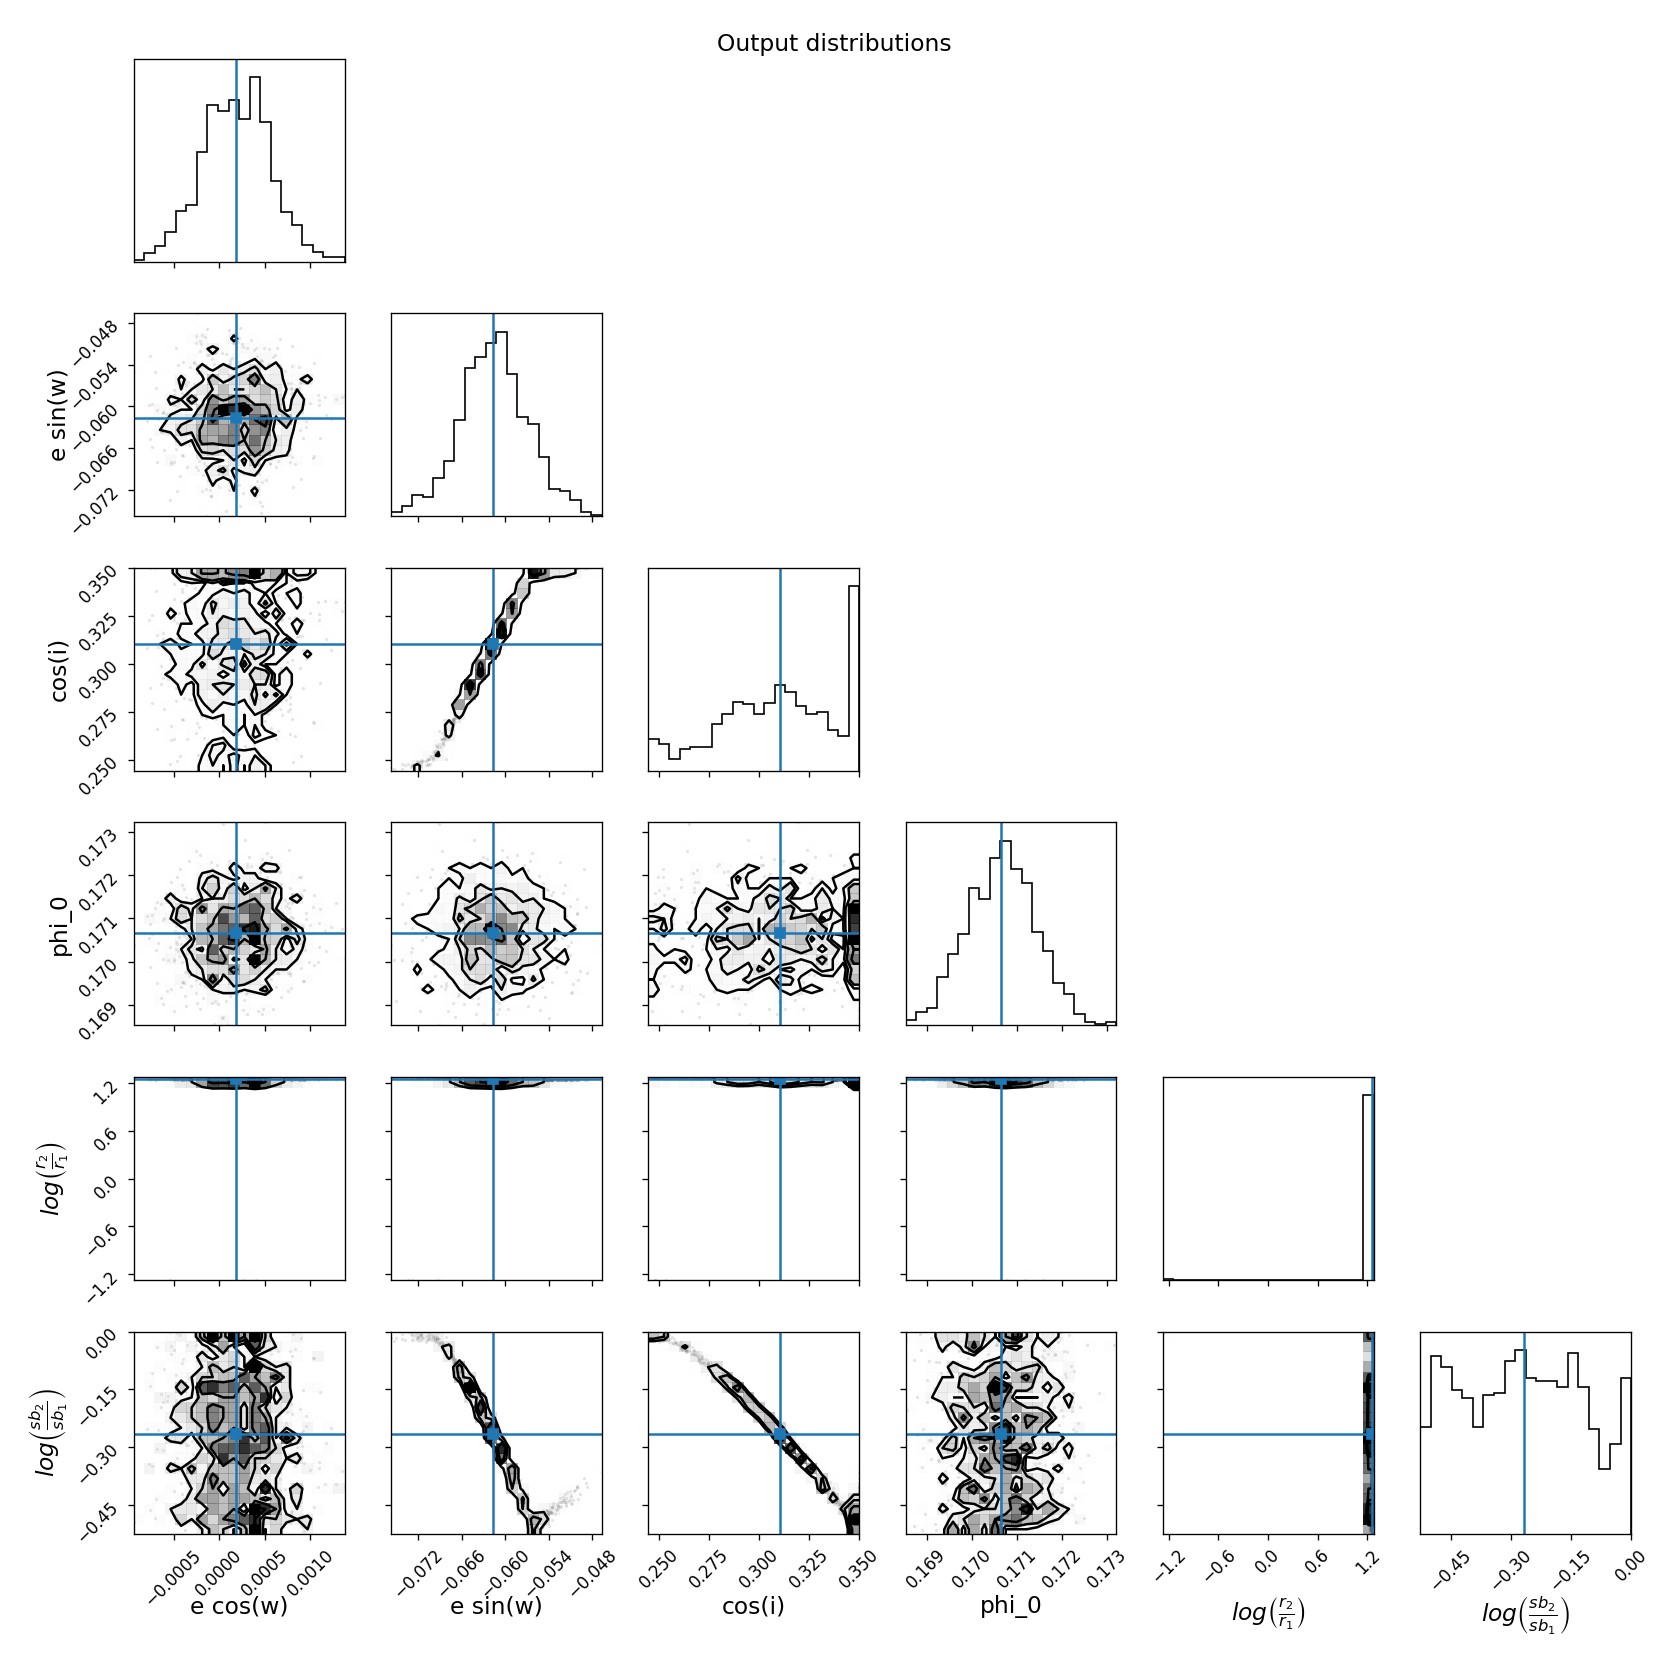 Output distributions
e sin(w)
−0.048
−0.054
−0.060
−0.066
−0.072
cos(i)
0.350
0.325
0.300
0.275
0.250
phi_0
0.173
0.172
0.171
0.170
0.169
log(r₂/r₁)
1.2
0.6
0.0
−0.6
−1.2
log(sb₂/sb₁)
0.00
−0.15
−0.30
−0.45
−0.0005 0.0000 0.0005 0.0010
e cos(w)
−0.072 −0.066 −0.060 −0.054 −0.048
e sin(w)
0.250 0.275 0.300 0.325 0.350
cos(i)
0.169 0.170 0.171 0.172 0.173
phi_0
−1.2 −0.6 0.0 0.6 1.2
log(r₂/r₁)
−0.45 −0.30 −0.15 0.00
log(sb₂/sb₁)